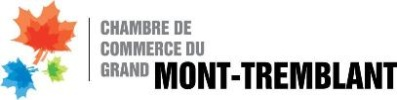 CHAMBRE DE
COMMERCE DU
GRAND MONT-TREMBLANT